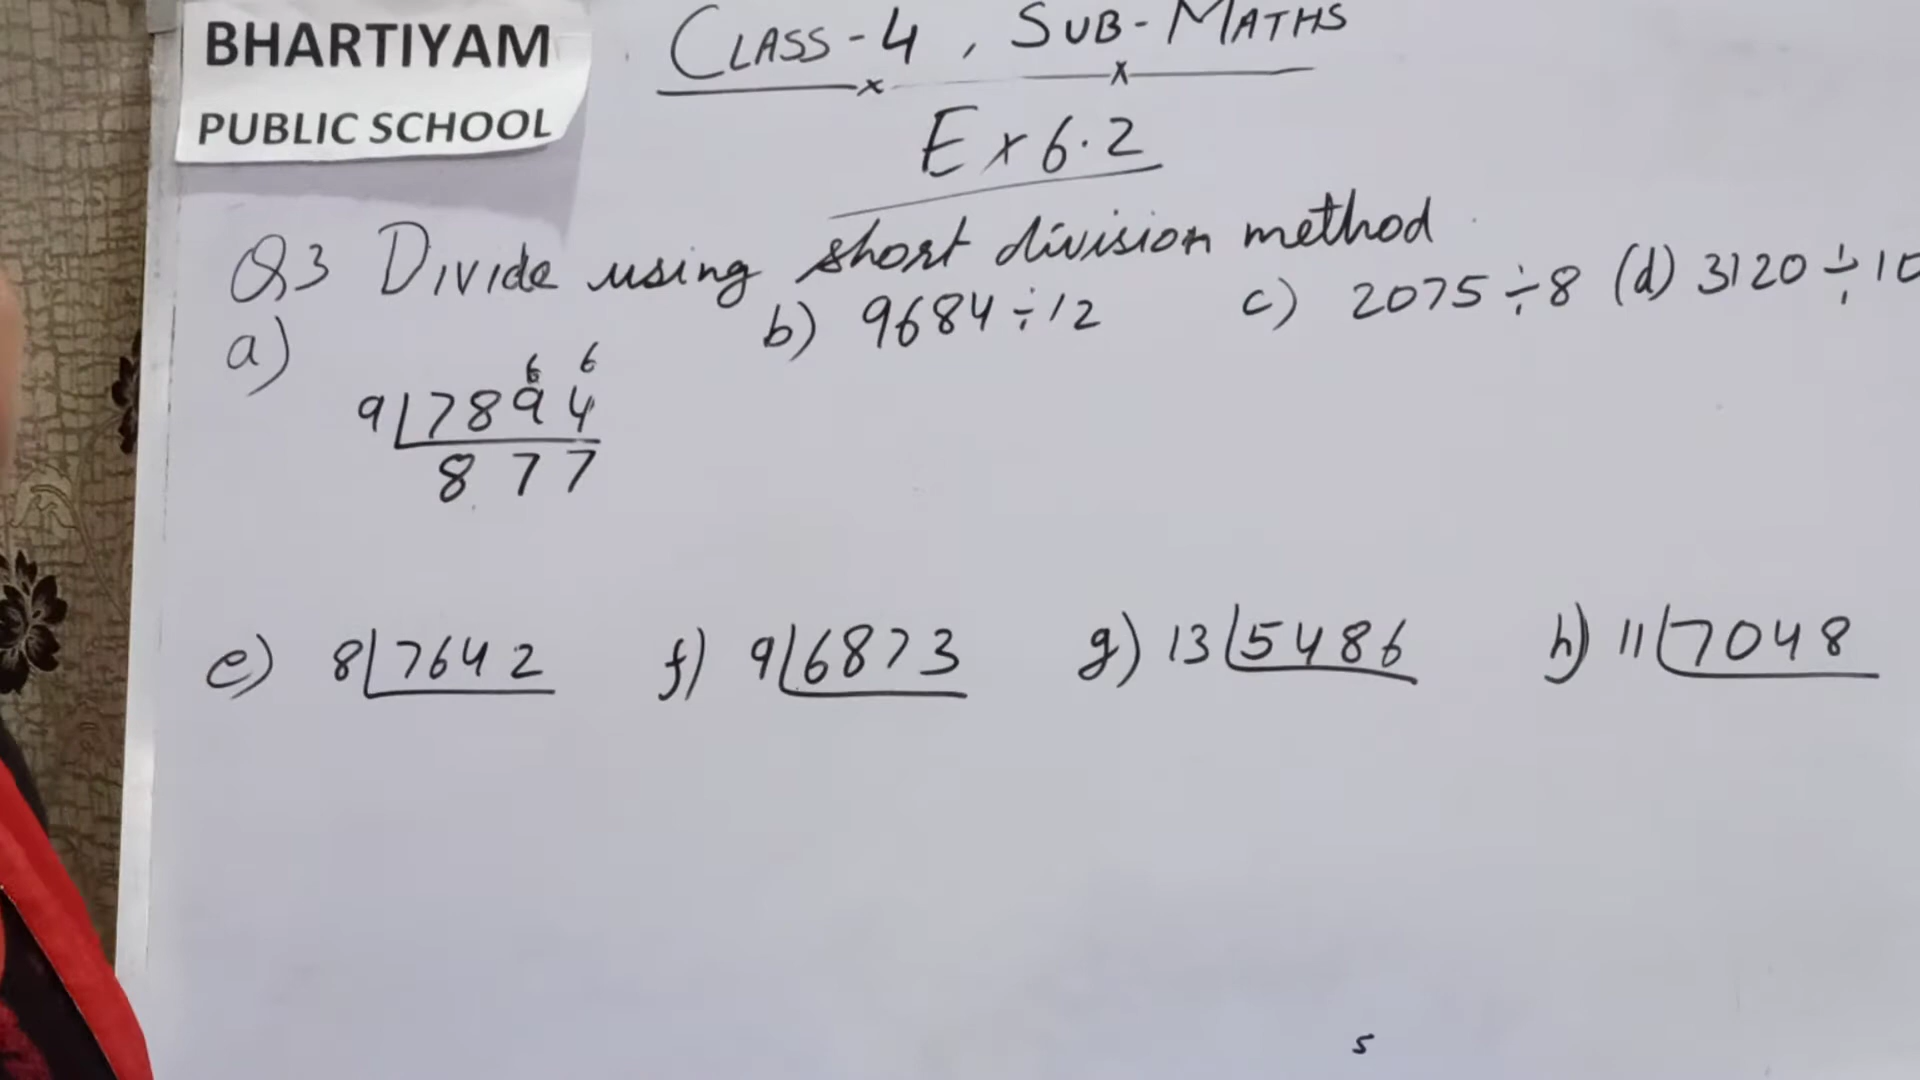 BHARTIYAM
PUBLIC SCHOOL
CLASS-4, SUB-MATHS
Ex 6.2
Q3 Divide using short division method
a)
b) 9684÷12
c) 2075÷8 (d) 3120÷10
6 6
9 7894
877
e) 8 7642 f) 9 6873 g) 13 5486 h) 11 7048
5